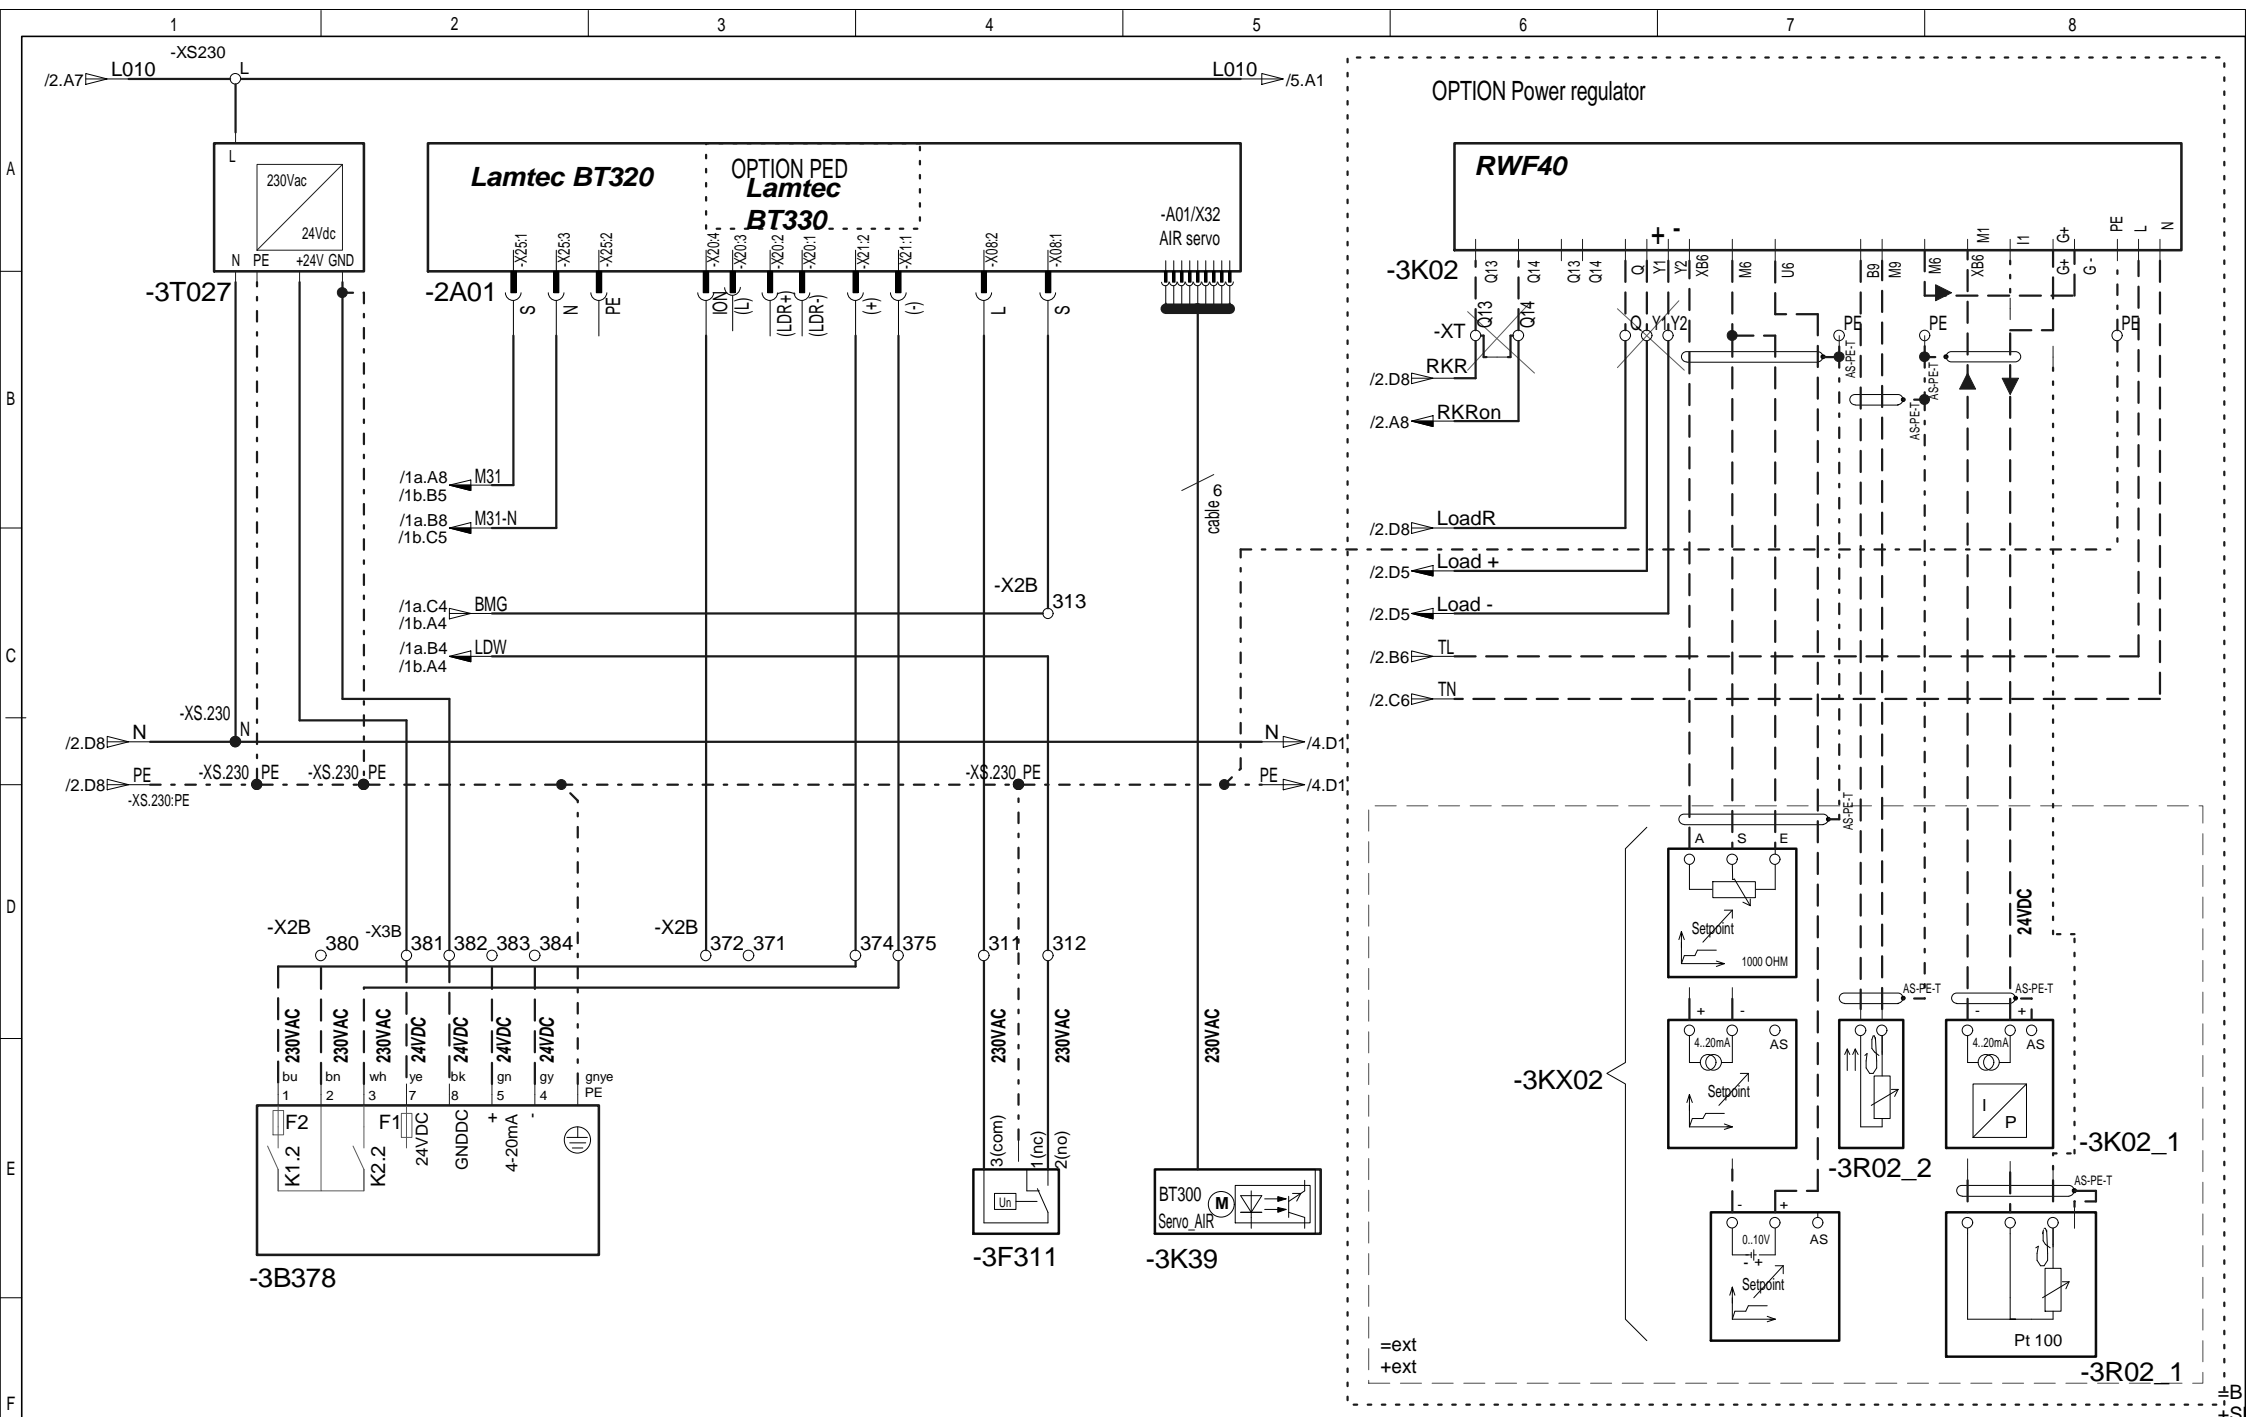 1 2 3 4 5 6 7 8
-XS230
/2.A7 L010 L L010 /5.A1
OPTION Power regulator
A
L
230Vac
24Vdc
N PE +24V GND
-3T027
Lamtec BT320
OPTION PED
Lamtec
BT330
-A01/X32
AIR servo
-X25:1 -X25:3 -X25:2 -X20:4 -X20:3 -X20:2 -X20:1 -X21:2 -X21:1 -X08:2 -X08:1
-2A01
S N PE ION (L) (LDR+) (LDR-) (+) (-) L S
RWF40
+ - M1 I1 G+ PE L N
-3K02
Q13 Q14 Q13 Q14 Q Y1 Y2 XB6 M6 U6 B9 M9 M6 XB6 G+ G-
-XT Q13 Q14 Q Y1 Y2 PE PE PE
B
/2.D8 RKR
/2.A8 RKRon
AS-PE-T
AS-PE-T
AS-PE-T
/1a.A8 M31
/1b.B5
/1a.B8 M31-N
/1b.C5
6
cable
/2.D8 LoadR
/2.D5 Load +
/2.D5 Load -
-X2B
313
/1a.C4 BMG
/1b.A4
/1a.B4 LDW
/1b.A4
C
/2.B6 TL
/2.C6 TN
-XS.230
/2.D8 N N N /4.D1
/2.D8 PE -XS.230 PE -XS.230 PE -XS.230 PE PE /4.D1
-XS.230:PE
AS-PE-T
A S E
Setpoint
1000 OHM
D
24VDC
-X2B 380 -X3B 381 382 383 384 -X2B 372 371 374 375 311 312
230VAC 230VAC 230VAC 24VDC 24VDC 24VDC 24VDC 230VAC 230VAC 230VAC
AS-PE-T AS-PE-T
+ - - +
4..20mA AS
Setpoint
4..20mA AS
I
P
-3KX02
-3R02_2
-3K02_1
bu bn wh ye bk gn gy gnye
1 2 3 7 8 5 4 PE
F2 F1 + -
K1.2 K2.2 24VDC GNDDC 4-20mA
E
-3B378
3(com) 1(nc) 2(no)
Un
-3F311
BT300
M
Servo_AIR
-3K39
AS-PE-T
- +
0..10V AS
- +
Setpoint
Pt 100
-3R02_1
=ext
+ext
F
=B